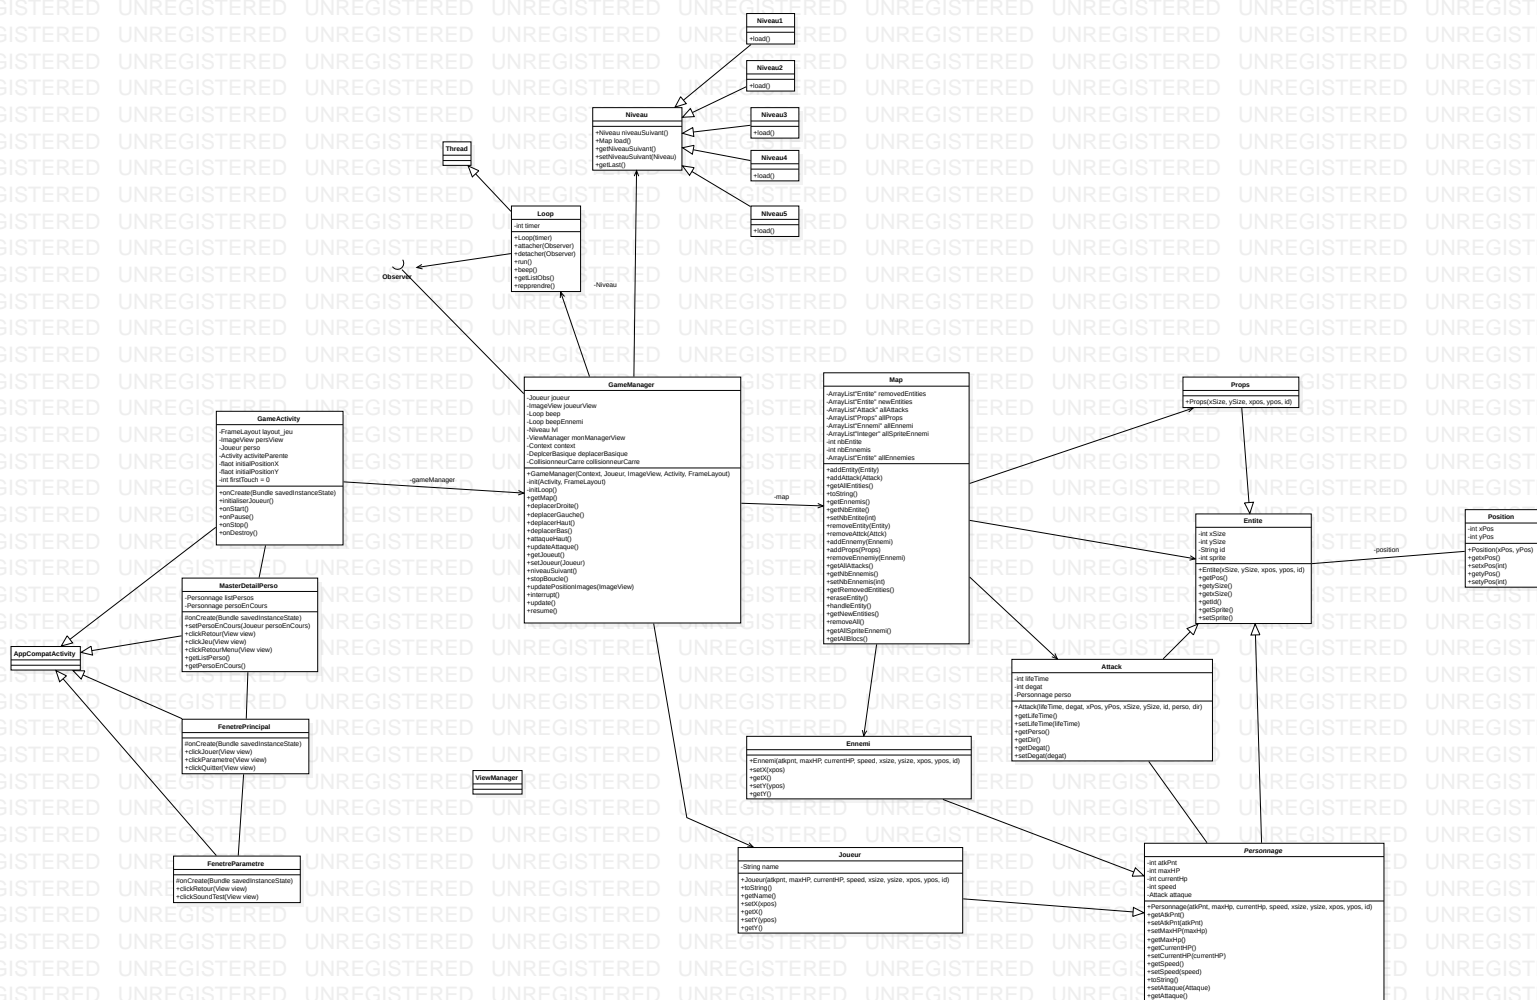 Niveau1
+load()
Niveau2
+load()
Niveau
+Niveau niveauSuivant()
+Map load()
+getNiveauSuivant()
+setNiveauSuivant(Niveau)
+getLast()
Niveau3
+load()
Niveau4
+load()
NIveau5
+load()
Thread
Loop
-int timer
+Loop(timer)
+attacher(Observer)
+detacher(Observer)
+run()
+beep()
+getListObs()
+repprendre()
Observer
-Niveau
GameManager
-Joueur joueur
-ImageView joueurView
-Loop beep
-Loop beepEnnemi
-Niveau lvl
-ViewManager monManagerView
-Context context
-DeplcerBasique deplacerBasique
-CollisionneurCarre collisionneurCarre
+GameManager(Context, Joueur, ImageView, Activity, FrameLayout)
-init(Activity, FrameLayout)
-initLoop()
+getMap()
+deplacerDroite()
+deplacerGauche()
+deplacerHaut()
+deplacerBas()
+attaqueHaut()
+updateAttaque()
+getJoueut()
+setJoueur(Joueur)
+niveauSuivant()
+stopBoucle()
+updatePositionImages(ImageView)
+interrupt()
+update()
+resume()
Map
-ArrayList"Entite" removedEntities
-ArrayList"Entite" newEntities
-ArrayList"Attack" allAttacks
-ArrayList"Props" allProps
-ArrayList"Ennemi" allEnnemi
-ArrayList"Integer" allSpriteEnnemi
-int nbEntite
-int nbEnnemis
-ArrayList"Entite" allEnnemies
+addEntity(Entity)
+addAttack(Attack)
+getAllEntities()
+toString()
+getEnnemis()
+getNbEntite()
+setNbEntite(int)
+removeEntity(Entity)
+removeAttck(Attck)
+addEnnemy(Ennemi)
+addProps(Props)
+removeEnnemiy(Ennemi)
+getAllAttacks()
+getNbEnnemis()
+setNbEnnemis(int)
+getRemovedEntities()
+eraseEntity()
+handleEntity()
+getNewEntities()
+removeAll()
+getAllSpriteEnnemi()
+getAllBlocs()
Props
+Props(xSize, ySize, xpos, ypos, id)
GameActivity
-FrameLayout layout_jeu
-ImageView persView
-Joueur perso
-Activity activiteParente
-flaot initialPositionX
-flaot initialPositionY
-int firstTouch = 0
+onCreate(Bundle savedInstanceState)
+initialiserJoueur()
+onStart()
+onPause()
+onStop()
+onDestroy()
-gameManager
-map
Entite
-int xSize
-int ySize
-String id
-int sprite
+Entite(xSize, ySize, xpos, ypos, id)
+getPos()
+getySize()
+getxSize()
+getId()
+getSprite()
+setSprite()
-position
Position
-int xPos
-int yPos
+Position(xPos, yPos)
+getxPos()
+setxPos(int)
+getyPos()
+setyPos(int)
MasterDetailPerso
-Personnage listPersos
-Personnage persoEnCours
#onCreate(Bundle savedInstanceState)
+setPersoEnCours(Joueur persoEnCours)
+clickRetour(View view)
+clickJeu(View view)
+clickRetourMenu(View view)
+getListPerso()
+getPersoEnCours()
AppCompatActivity
Attack
-int lifeTime
-int degat
-Personnage perso
+Attack(lifeTime, degat, xPos, yPos, xSize, ySize, id, perso, dir)
+getLifeTime()
+setLifeTime(lifeTime)
+getPerso()
+getDir()
+getDegat()
+setDegat(degat)
FenetrePrincipal
#onCreate(Bundle savedInstanceState)
+clickJouer(View view)
+clickParametre(View view)
+clickQuitter(View view)
Ennemi
+Ennemi(atkpnt, maxHP, currentHP, speed, xsize, ysize, xpos, ypos, id)
+setX(xpos)
+getX()
+setY(ypos)
+getY()
ViewManager
FenetreParametre
#onCreate(Bundle savedInstanceState)
+clickRetour(View view)
+clickSoundTest(View view)
Joueur
-String name
+Joueur(atkpnt, maxHP, currentHP, speed, xsize, ysize, xpos, ypos, id)
+toString()
+getName()
+setX(xpos)
+getX()
+setY(ypos)
+getY()
Personnage
-int atkPnt
-int maxHP
-int currentHp
-int speed
-Attack attaque
+Personnage(atkPnt, maxHp, currentHp, speed, xsize, ysize, xpos, ypos, id)
+getAtkPnt()
+setAtkPnt(atkPnt)
+setMaxHP(maxHp)
+getMaxHp()
+getCurrentHP()
+setCurrentHP(currentHP)
+getSpeed()
+setSpeed(speed)
+toString()
+setAttaque(Attaque)
+getAttaque()